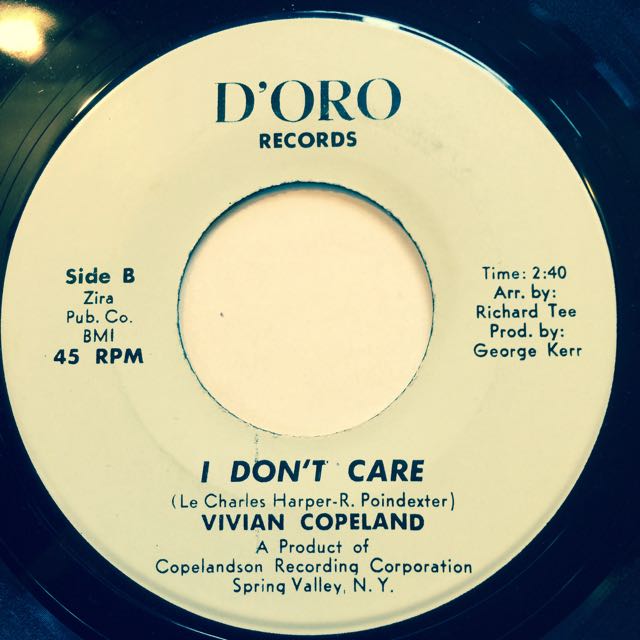 D'ORO
RECORDS
Side B
Zira
Pub. Co.
BMI
45 RPM
Time: 2:40
Arr. by:
Richard Tee
Prod. by:
George Kerr
I DON'T CARE
(Le Charles Harper-R. Poindexter)
VIVIAN COPELAND
A Product of
Copelandson Recording Corporation
Spring Valley, N. Y.